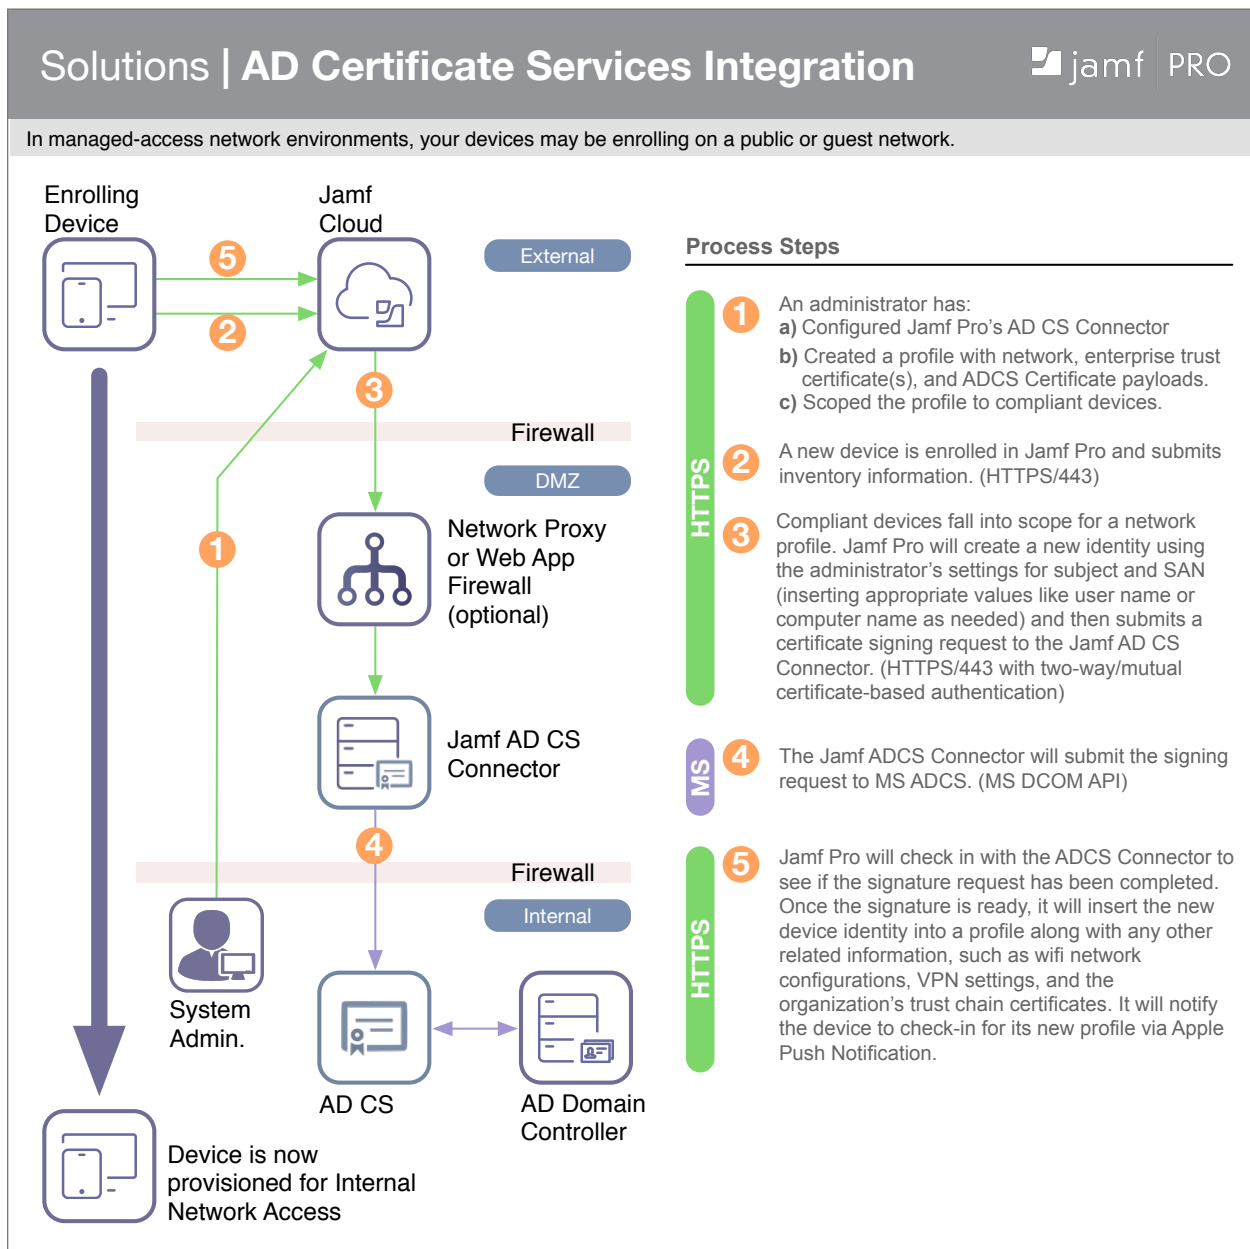 Solutions | AD Certificate Services Integration
jamf PRO
In managed-access network environments, your devices may be enrolling on a public or guest network.
Enrolling
Device
Jamf
Cloud
External
5
2
3
Firewall
DMZ
1
Network Proxy
or Web App
Firewall
(optional)
Jamf AD CS
Connector
4
Firewall
Internal
System
Admin.
AD CS
AD Domain
Controller
Device is now
provisioned for Internal
Network Access
Process Steps
HTTPS
1
An administrator has:
a) Configured Jamf Pro's AD CS Connector
b) Created a profile with network, enterprise trust
certificate(s), and ADCS Certificate payloads.
c) Scoped the profile to compliant devices.
2
A new device is enrolled in Jamf Pro and submits
inventory information. (HTTPS/443)
3
Compliant devices fall into scope for a network
profile. Jamf Pro will create a new identity using
the administrator's settings for subject and SAN
(inserting appropriate values like user name or
computer name as needed) and then submits a
certificate signing request to the Jamf AD CS
Connector. (HTTPS/443 with two-way/mutual
certificate-based authentication)
MS
4
The Jamf ADCS Connector will submit the signing
request to MS ADCS. (MS DCOM API)
HTTPS
5
Jamf Pro will check in with the ADCS Connector to
see if the signature request has been completed.
Once the signature is ready, it will insert the new
device identity into a profile along with any other
related information, such as wifi network
configurations, VPN settings, and the
organization's trust chain certificates. It will notify
the device to check-in for its new profile via Apple
Push Notification.